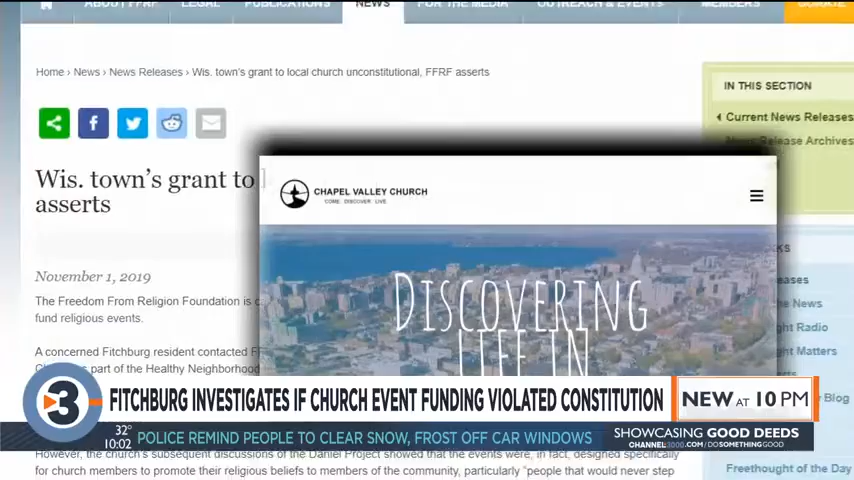 ABOUT FFRF LEGAL PUBLICATIONS NEWS FOR THE MEDIA OUTREACH & EVENTS MEMBERS DONATE
Home › News › News Releases › Wis. town's grant to local church unconstitutional, FFRF asserts
IN THIS SECTION
Current News Releases
News Release Archives
Wis. town's grant to
asserts
CHAPEL VALLEY CHURCH
COME. DISCOVER. LIVE.
November 1, 2019
The Freedom From Religion Foundation is
fund religious events.
DISCOVERING
LIFE IN
the News
Radio
Matters
A concerned Fitchburg resident contacted
part of the Healthy Neighborhood
Blog
3
FITCHBURG INVESTIGATES IF CHURCH EVENT FUNDING VIOLATED CONSTITUTION
NEW AT 10 PM
32°
10:02
POLICE REMIND PEOPLE TO CLEAR SNOW, FROST OFF CAR WINDOWS
SHOWCASING GOOD DEEDS
CHANNEL3000.COM/DOSOMETHINGGOOD
However, the church's subsequent discussions of the Daniel Project showed that the events were, in fact, designed specifically
for church members to promote their religious beliefs to members of the community, particularly "people that would never step
Freethought of the Day